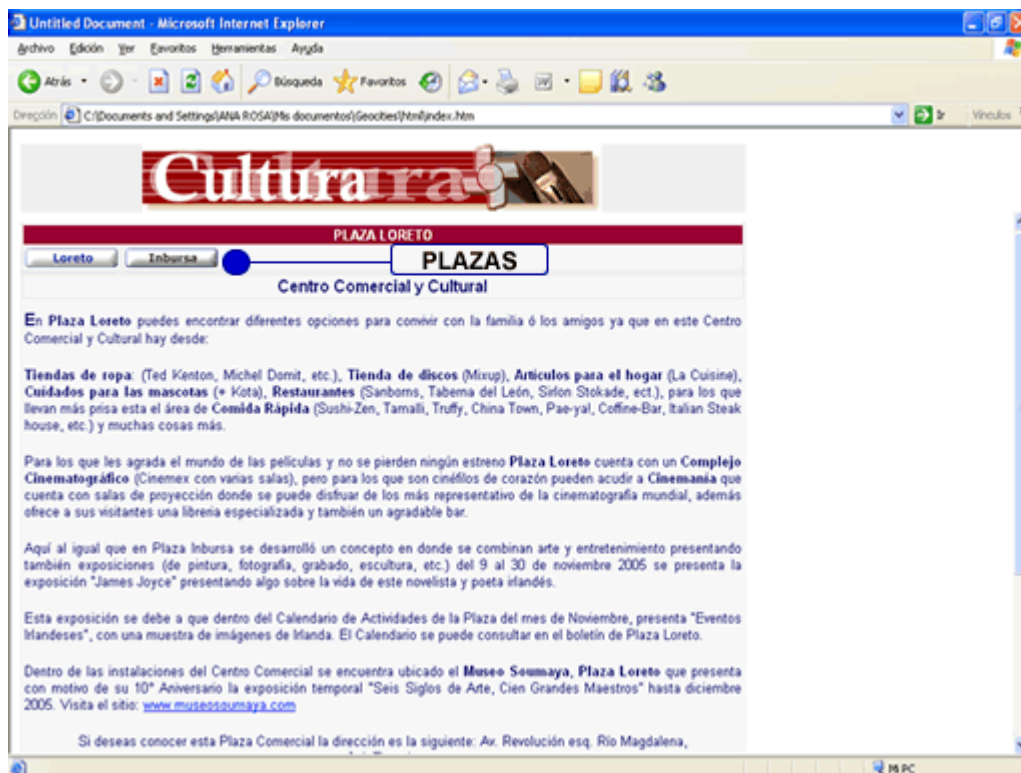 Untitled Document - Microsoft Internet Explorer
Archivo Edición Ver Favoritos Herramientas Ayuda
Atrás Búsqueda Favoritos
Dirección C:\Documents and Settings\ANA ROSA\Mis documentos\Geocities\html\index.htm Ir Vínculos
Cultura ura
PLAZA LORETO
Loreto Inbursa PLAZAS
Centro Comercial y Cultural
En Plaza Loreto puedes encontrar diferentes opciones para convivir con la familia ó los amigos ya que en este Centro
Comercial y Cultural hay desde:
Tiendas de ropa: (Ted Kenton, Michel Domit, etc.), Tienda de discos (Mixup), Artículos para el hogar (La Cuisine),
Cuidados para las mascotas (+ Kota), Restaurantes (Sanborns, Taberna del León, Sirlon Stokade, ect.), para los que
llevan más prisa esta el área de Comida Rápida (Sushi-Zen, Tamalli, Truffy, China Town, Pae-ya!, Coffine-Bar, Italian Steak
house, etc.) y muchas cosas más.
Para los que les agrada el mundo de las películas y no se pierden ningún estreno Plaza Loreto cuenta con un Complejo
Cinematográfico (Cinemex con varias salas), pero para los que son cinéfilos de corazón pueden acudir a Cinemanía que
cuenta con salas de proyección donde se puede disfruar de los más representativo de la cinematografía mundial, además
ofrece a sus visitantes una libreria especializada y también un agradable bar.
Aquí al igual que en Plaza Inbursa se desarrolló un concepto en donde se combinan arte y entretenimiento presentando
también exposiciones (de pintura, fotografía, grabado, escultura, etc.) del 9 al 30 de noviembre 2005 se presenta la
exposición "James Joyce" presentando algo sobre la vida de este novelista y poeta irlandés.
Esta exposición se debe a que dentro del Calendario de Actividades de la Plaza del mes de Noviembre, presenta "Eventos
Irlandeses", con una muestra de imágenes de Irlanda. El Calendario se puede consultar en el boletín de Plaza Loreto.
Dentro de las instalaciones del Centro Comercial se encuentra ubicado el Museo Soumaya, Plaza Loreto que presenta
con motivo de su 10° Aniversario la exposición temporal "Seis Siglos de Arte, Cien Grandes Maestros" hasta diciembre
2005. Visita el sitio: www.museosoumaya.com
Si deseas conocer esta Plaza Comercial la dirección es la siguiente: Av. Revolución esq. Río Magdalena,
Mi PC